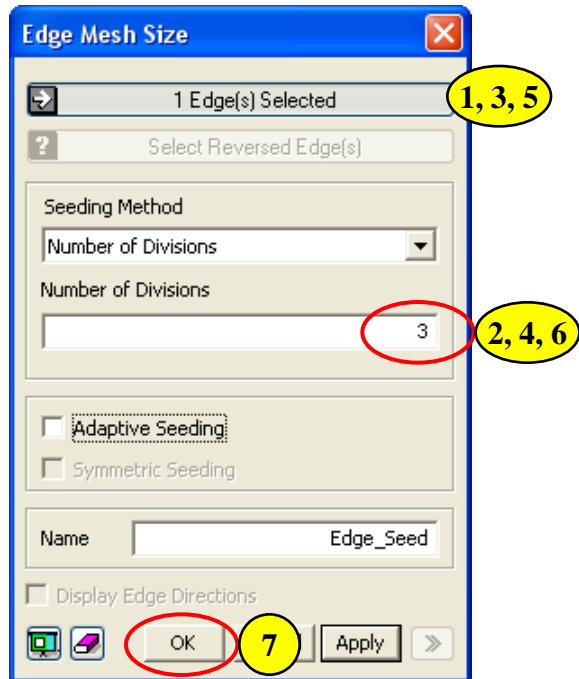 Edge Mesh Size
1 Edge(s) Selected
1, 3, 5
? Select Reversed Edge(s)
Seeding Method
Number of Divisions
Number of Divisions
3
2, 4, 6
Adaptive Seeding
Symmetric Seeding
Name Edge_Seed
Display Edge Directions
OK 7 Apply >>